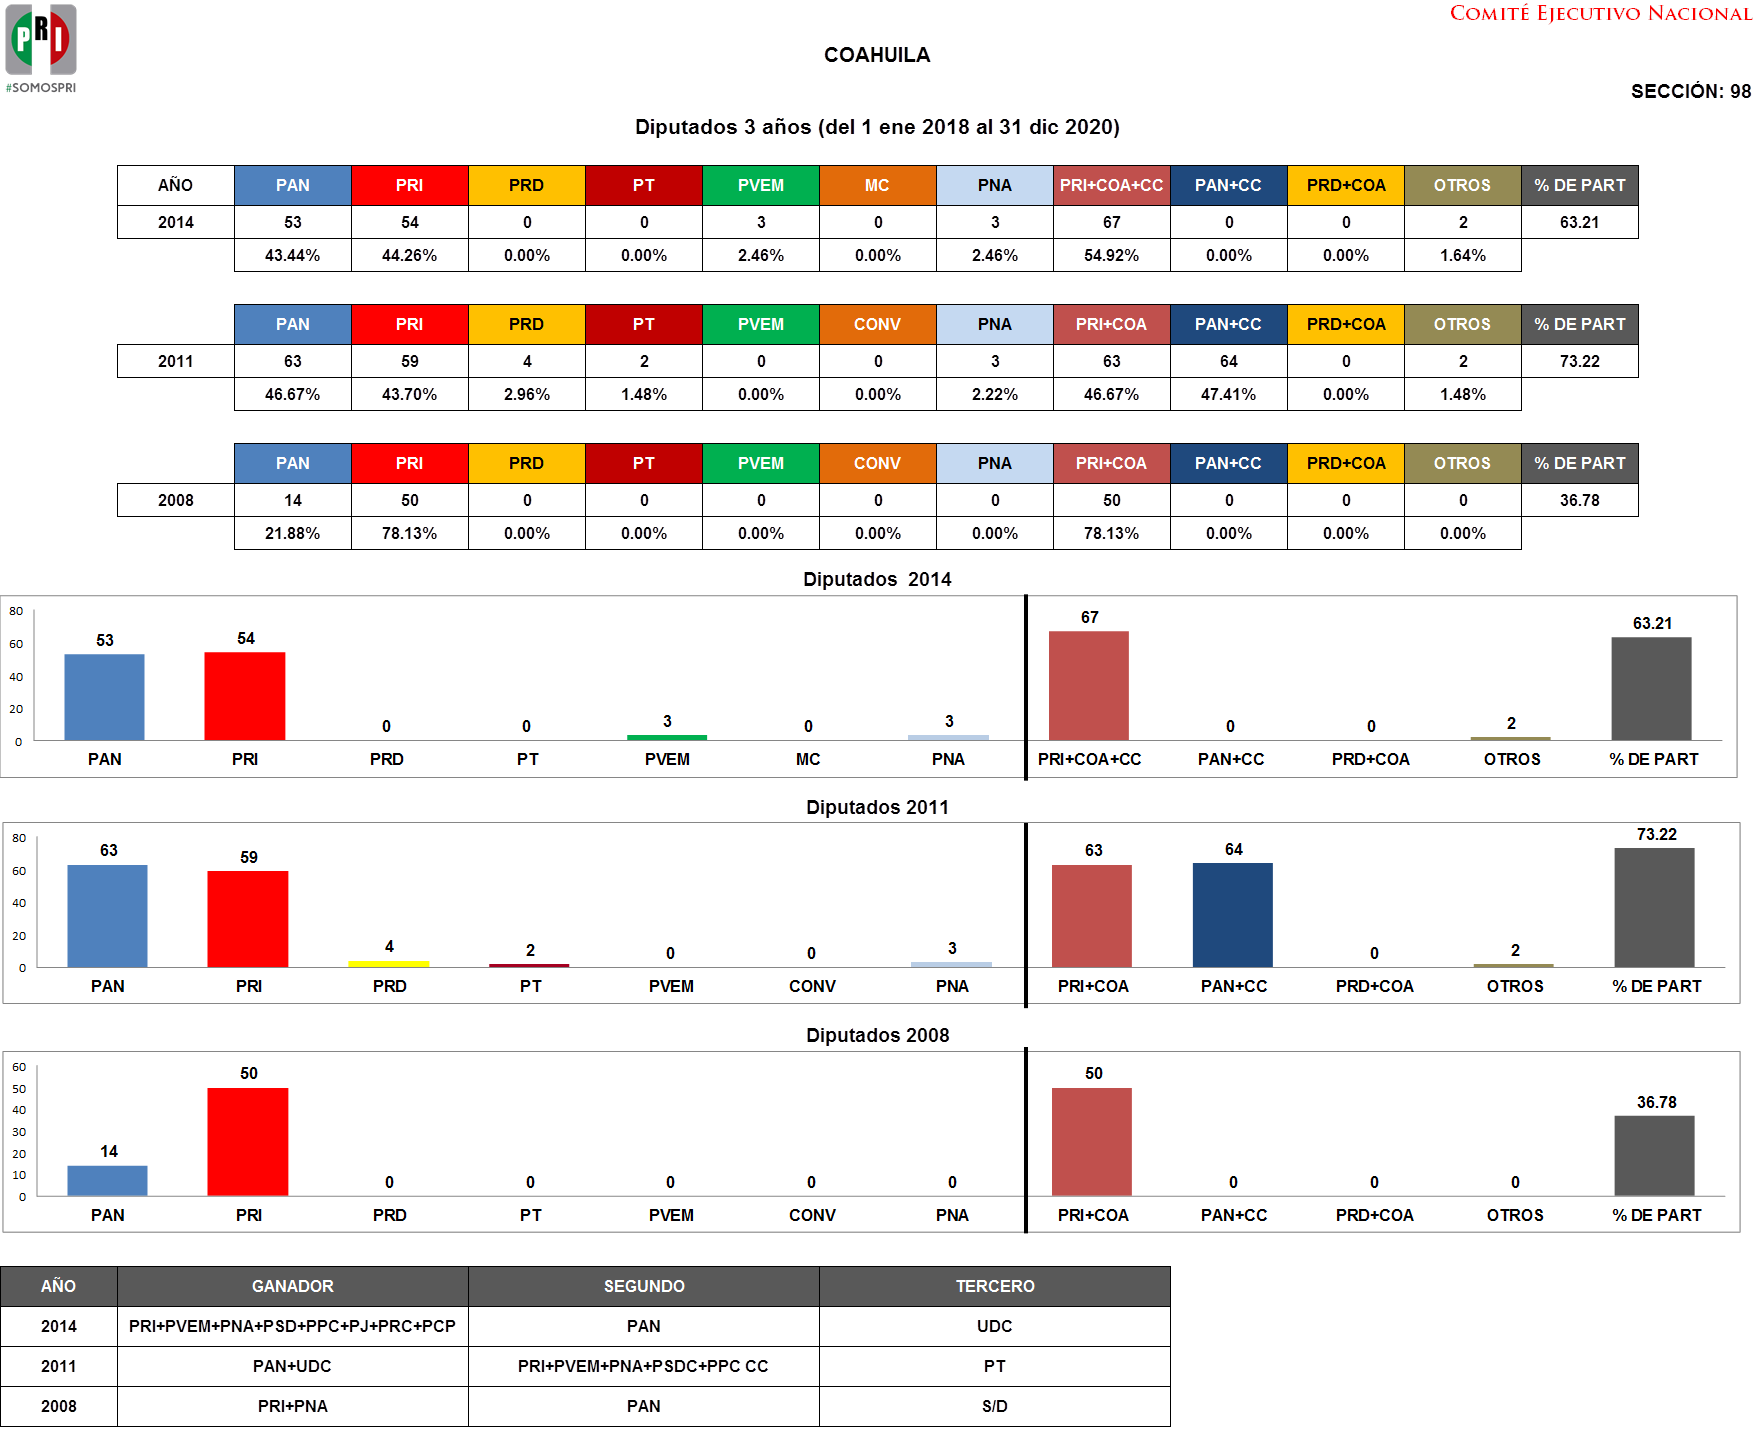 PRI
#SOMOSPRI
COMITÉ EJECUTIVO NACIONAL
COAHUILA
SECCIÓN: 98
Diputados 3 años (del 1 ene 2018 al 31 dic 2020)
AÑO PAN PRI PRD PT PVEM MC PNA PRI+COA+CC PAN+CC PRD+COA OTROS % DE PART
2014 53 54 0 0 3 0 3 67 0 0 2 63.21
43.44% 44.26% 0.00% 0.00% 2.46% 0.00% 2.46% 54.92% 0.00% 0.00% 1.64%
PAN PRI PRD PT PVEM CONV PNA PRI+COA PAN+CC PRD+COA OTROS % DE PART
2011 63 59 4 2 0 0 3 63 64 0 2 73.22
46.67% 43.70% 2.96% 1.48% 0.00% 0.00% 2.22% 46.67% 47.41% 0.00% 1.48%
PAN PRI PRD PT PVEM CONV PNA PRI+COA PAN+CC PRD+COA OTROS % DE PART
2008 14 50 0 0 0 0 0 50 0 0 0 36.78
21.88% 78.13% 0.00% 0.00% 0.00% 0.00% 0.00% 78.13% 0.00% 0.00% 0.00%
Diputados 2014
80
60
40
20
0
53 54 0 0 3 0 3 67 0 0 2 63.21
PAN PRI PRD PT PVEM MC PNA PRI+COA+CC PAN+CC PRD+COA OTROS % DE PART
Diputados 2011
80
60
40
20
0
63 59 4 2 0 0 3 63 64 0 2 73.22
PAN PRI PRD PT PVEM CONV PNA PRI+COA PAN+CC PRD+COA OTROS % DE PART
Diputados 2008
60
50
40
30
20
10
0
14 50 0 0 0 0 0 50 0 0 0 36.78
PAN PRI PRD PT PVEM CONV PNA PRI+COA PAN+CC PRD+COA OTROS % DE PART
AÑO GANADOR SEGUNDO TERCERO
2014 PRI+PVEM+PNA+PSD+PPC+PJ+PRC+PCP PAN UDC
2011 PAN+UDC PRI+PVEM+PNA+PSDC+PPC CC PT
2008 PRI+PNA PAN S/D